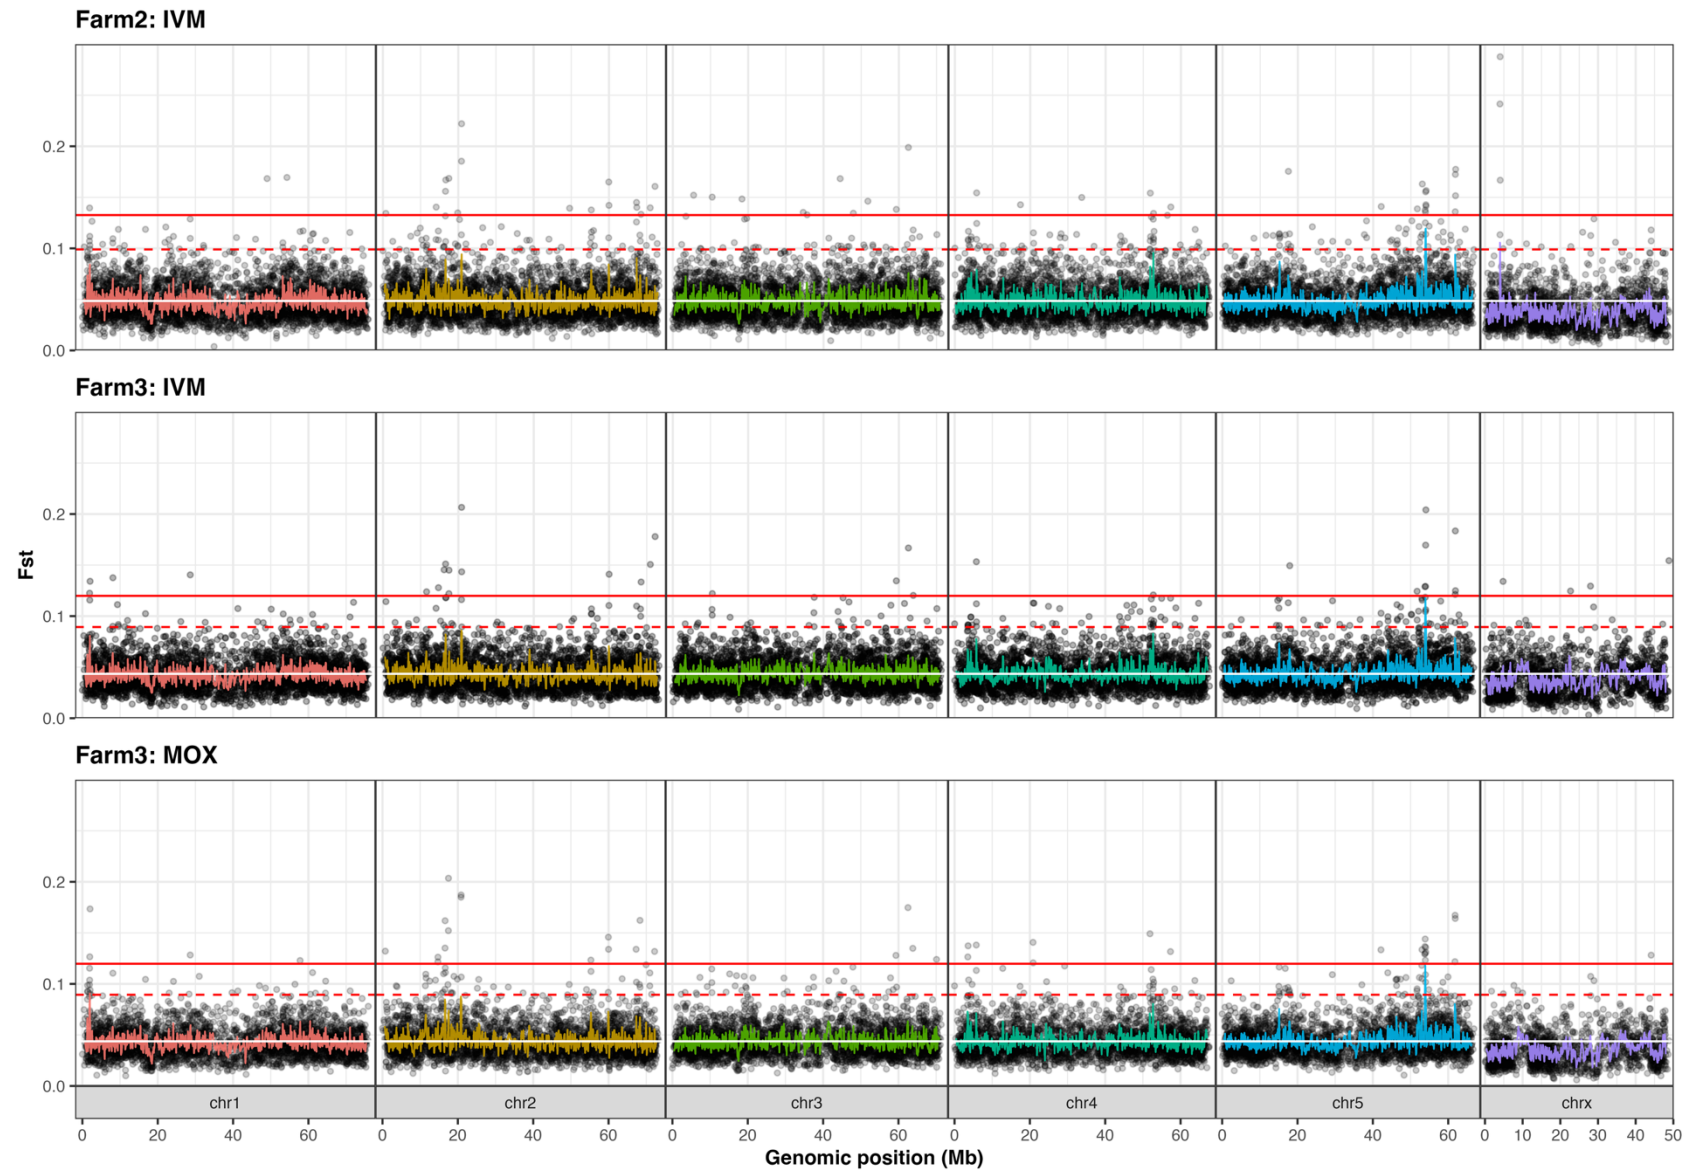 Farm2: IVM
0.2
0.1
0.0
Farm3: IVM
0.2
0.1
0.0
Fst
Farm3: MOX
0.2
0.1
0.0
chr1 chr2 chr3 chr4 chr5 chrx
0 20 40 60 0 20 40 60 0 20 40 60 0 20 40 60 0 20 40 60 0 10 20 30 40 50
Genomic position (Mb)